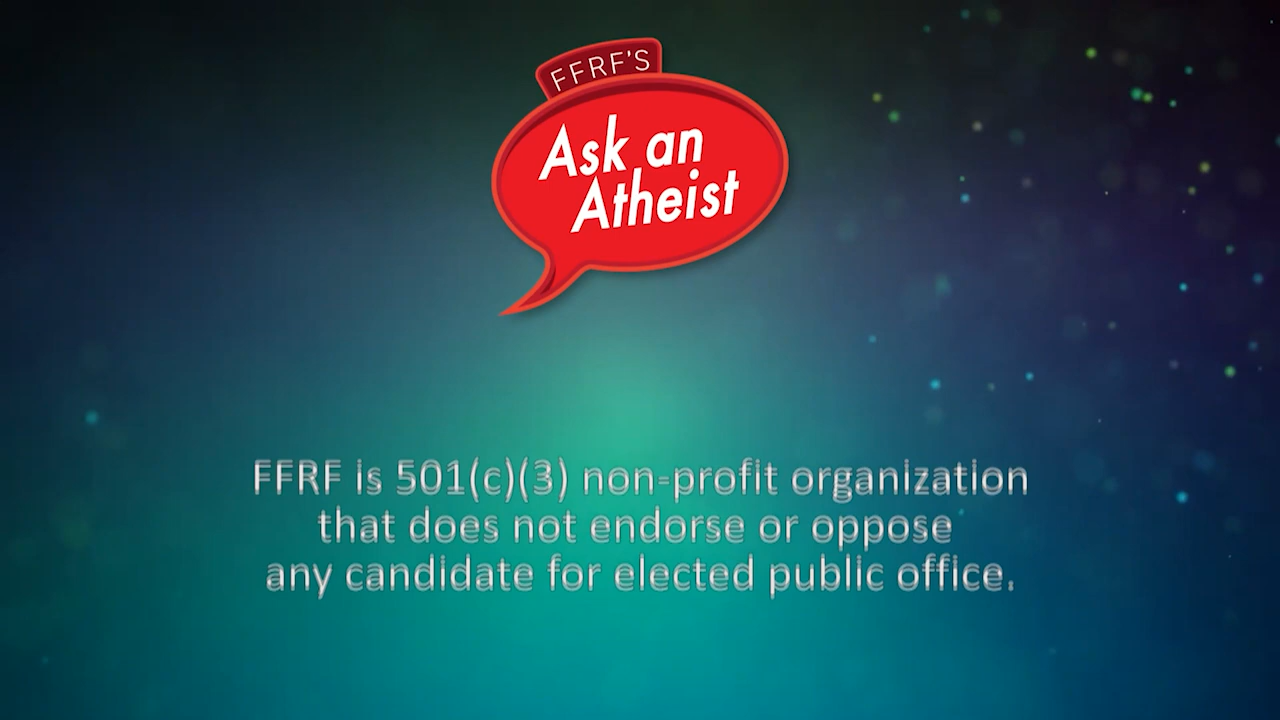 FFRF'S
Ask an
Atheist
FFRF is 501(c)(3) non-profit organization
that does not endorse or oppose
any candidate for elected public office.